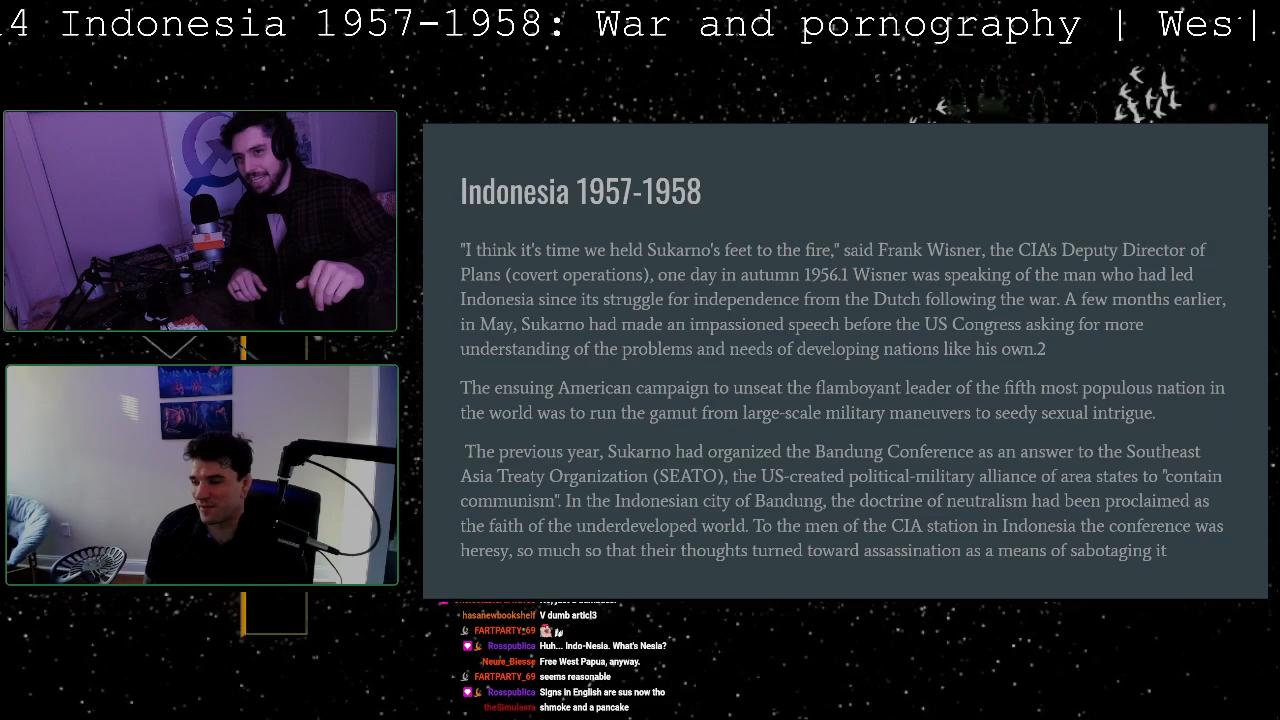 4 Indonesia 1957-1958: War and pornography | Wes |
Indonesia 1957-1958
"I think it's time we held Sukarno's feet to the fire," said Frank Wisner, the CIA's Deputy Director of
Plans (covert operations), one day in autumn 1956.1 Wisner was speaking of the man who had led
Indonesia since its struggle for independence from the Dutch following the war. A few months earlier,
in May, Sukarno had made an impassioned speech before the US Congress asking for more
understanding of the problems and needs of developing nations like his own.2
The ensuing American campaign to unseat the flamboyant leader of the fifth most populous nation in
the world was to run the gamut from large-scale military maneuvers to seedy sexual intrigue.
The previous year, Sukarno had organized the Bandung Conference as an answer to the Southeast
Asia Treaty Organization (SEATO), the US-created political-military alliance of area states to "contain
communism". In the Indonesian city of Bandung, the doctrne of neutralism had been proclaimed as
the faith of the underdeveloped world. To the men of the CIA station in Indonesia the conference was
heresy, so much so that their thoughts turned toward assassination as a means of sabotaging it
hasanewbookshelf V dumb articl3
FARTPARTY_69
Rosspublica Huh... Indo-Nesia. What's Nesia?
Neure_Biesse Free West Papua, anyway.
FARTPARTY_69 seems reasonable
Rosspublica Signs in English are sus now tho
shmoke and a pancake